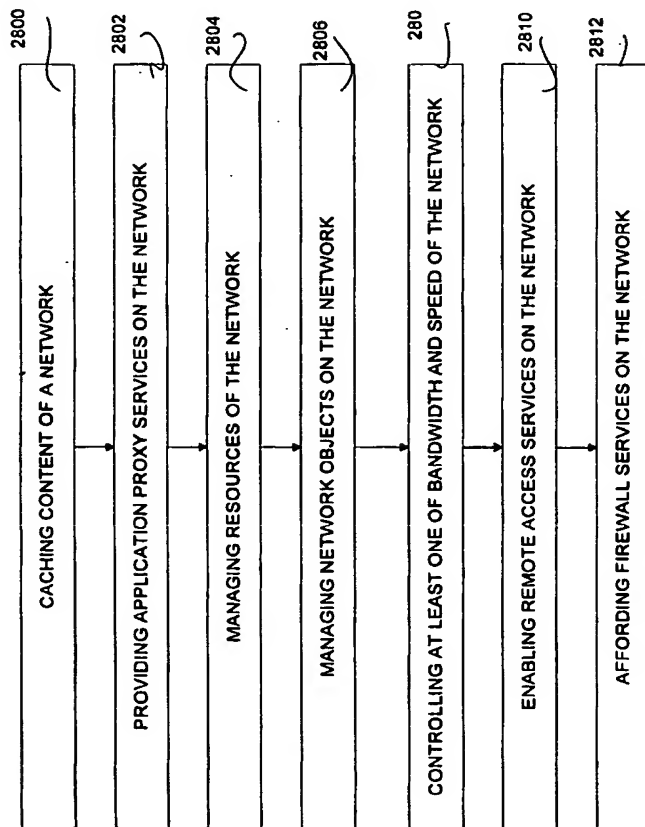 2800
CACHING CONTENT OF A NETWORK
2802
PROVIDING APPLICATION PROXY SERVICES ON THE NETWORK
2804
MANAGING RESOURCES OF THE NETWORK
2806
MANAGING NETWORK OBJECTS ON THE NETWORK
280
CONTROLLING AT LEAST ONE OF BANDWIDTH AND SPEED OF THE NETWORK
2810
ENABLING REMOTE ACCESS SERVICES ON THE NETWORK
2812
AFFORDING FIREWALL SERVICES ON THE NETWORK